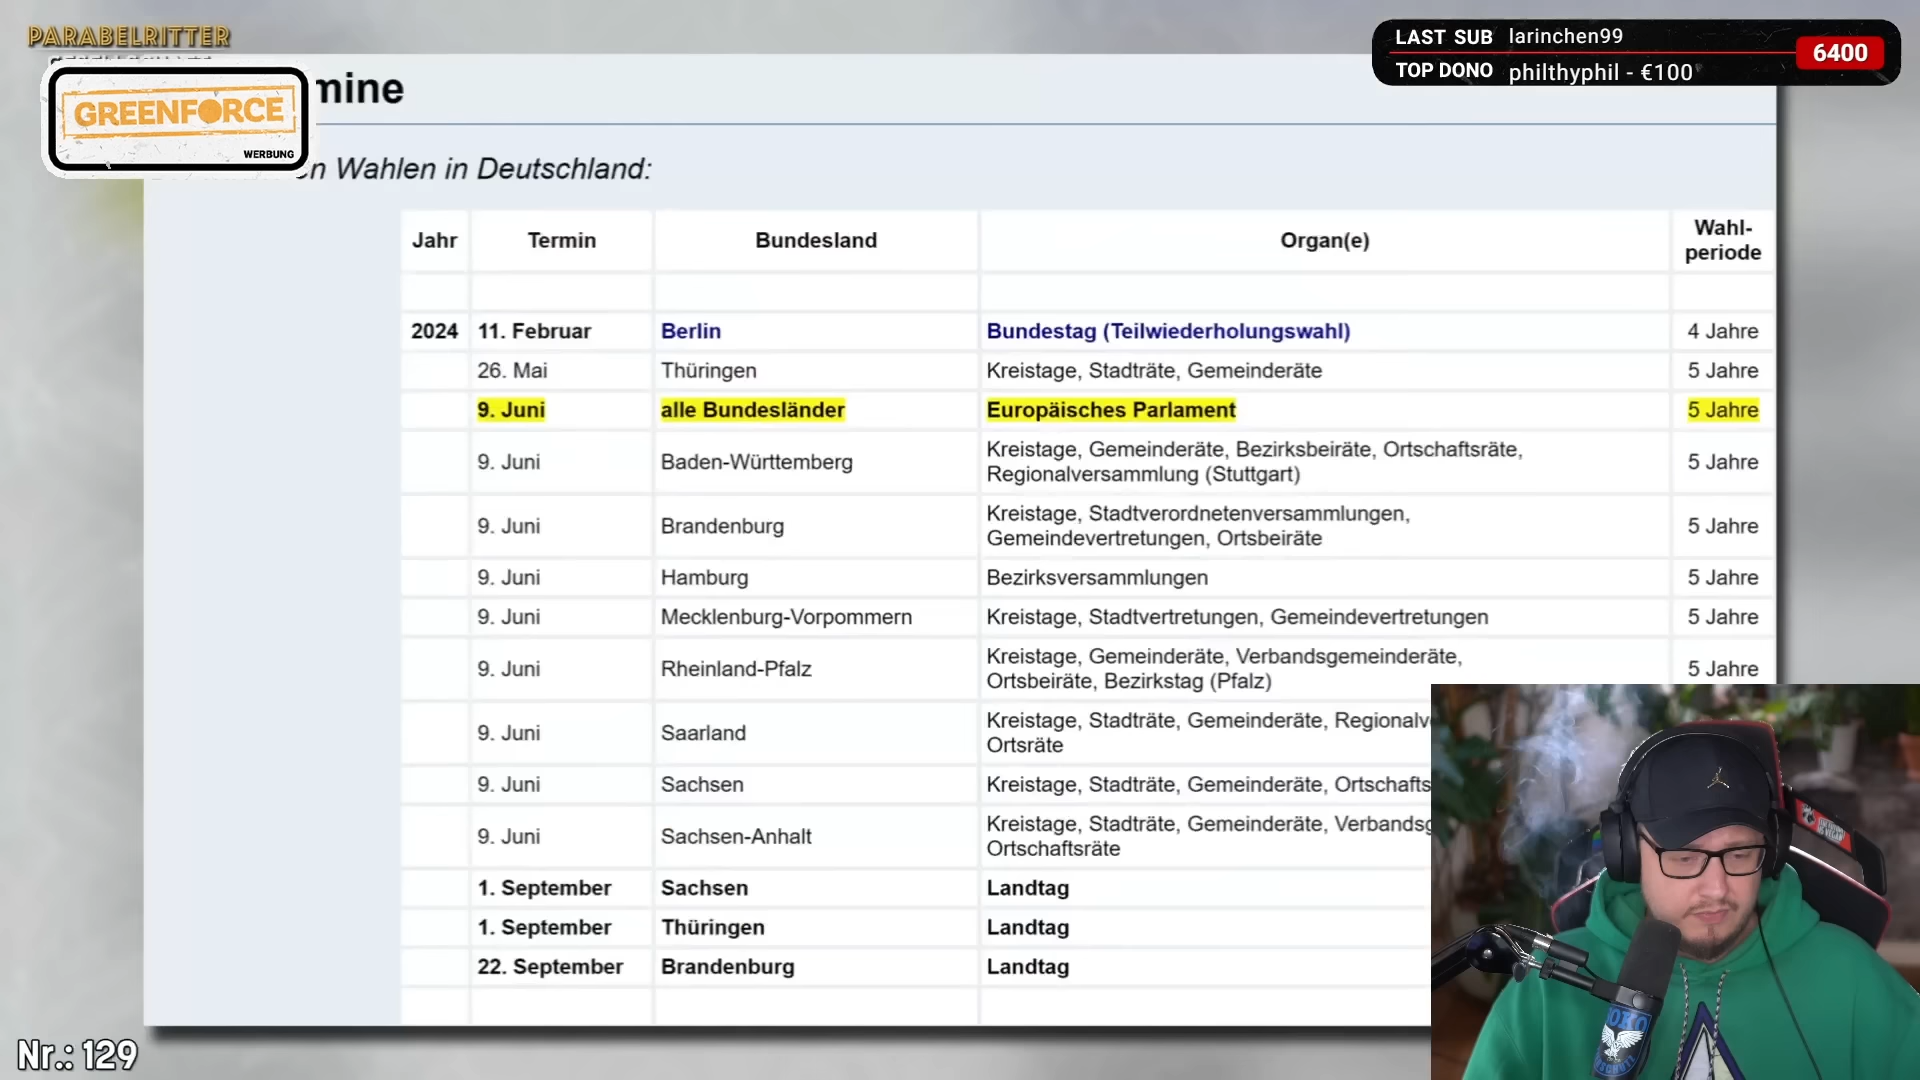 PARABELRITTER
LAST SUB larinchen99
TOP DONO philthyphil - €100
6400
GREENFORCE
WERBUNG
mine
n Wahlen in Deutschland:
Jahr Termin Bundesland Organ(e) Wahl-
periode
2024 11. Februar Berlin Bundestag (Teilwiederholungswahl) 4 Jahre
26. Mai Thüringen Kreistage, Stadträte, Gemeinderäte 5 Jahre
9. Juni alle Bundesländer Europäisches Parlament 5 Jahre
9. Juni Baden-Württemberg Kreistage, Gemeinderäte, Bezirksbeiräte, Ortschaftsräte,
Regionalversammlung (Stuttgart) 5 Jahre
9. Juni Brandenburg Kreistage, Stadtverordnetenversammlungen,
Gemeindevertretungen, Ortsbeiräte 5 Jahre
9. Juni Hamburg Bezirksversammlungen 5 Jahre
9. Juni Mecklenburg-Vorpommern Kreistage, Stadtvertretungen, Gemeindevertretungen 5 Jahre
9. Juni Rheinland-Pfalz Kreistage, Gemeinderäte, Verbandsgemeinderäte,
Ortsbeiräte, Bezirkstag (Pfalz) 5 Jahre
9. Juni Saarland Kreistage, Stadträte, Gemeinderäte, Regionalv
Ortsräte
9. Juni Sachsen Kreistage, Stadträte, Gemeinderäte, Ortschafts
9. Juni Sachsen-Anhalt Kreistage, Stadträte, Gemeinderäte, Verbandsg
Ortschaftsräte
1. September Sachsen Landtag
1. September Thüringen Landtag
22. September Brandenburg Landtag
Nr.: 129